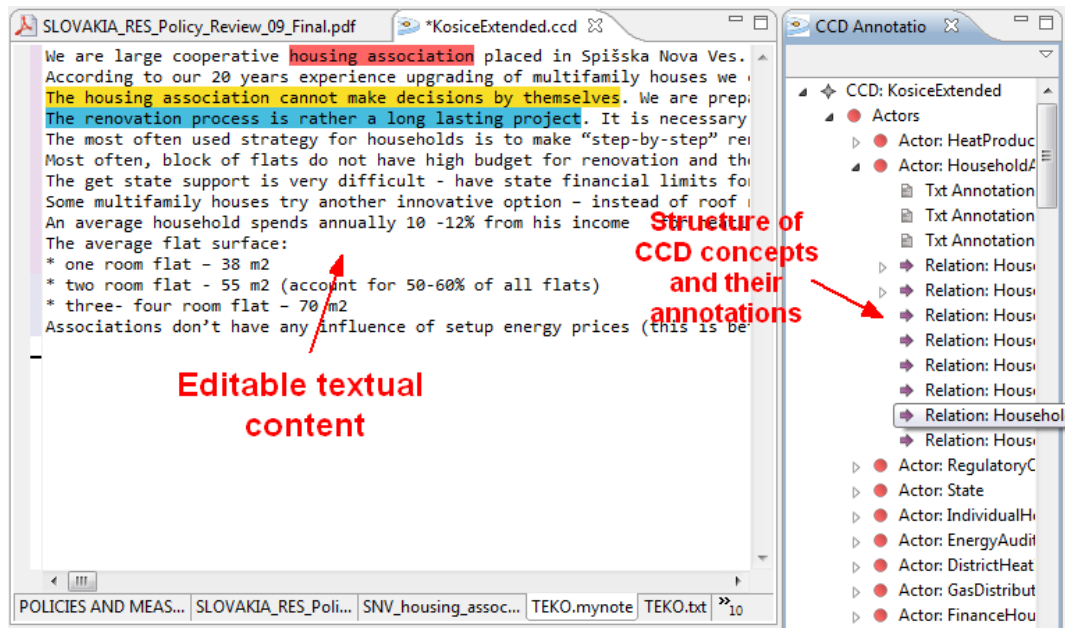 SLOVAKIA_RES_Policy_Review_09_Final.pdf
*KosiceExtended.ccd
We are large cooperative housing association placed in Spišska Nova Ves.
According to our 20 years experience upgrading of multifamily houses we
The housing association cannot make decisions by themselves. We are prepa
The renovation process is rather a long lasting project. It is necessary
The most often used strategy for households is to make “step-by-step” re
Most often, block of flats do not have high budget for renovation and the
The get state support is very difficult - have state financial limits fo
Some multifamily houses try another innovative option – instead of roof
An average household spends annually 10 -12% from his income
The average flat surface:
* one room flat – 38 m2
* two room flat - 55 m2 (account for 50-60% of all flats)
* three- four room flat – 70 m2
Associations don’t have any influence of setup energy prices (this is be
Editable textual
content
POLICIES AND MEAS...
SLOVAKIA_RES_Poli...
SNV_housing_assoc...
TEKO.mynote
TEKO.txt
»10
CCD Annotatio
CCD: KosiceExtended
Actors
Actor: HeatProduc
Actor: HouseholdA
Txt Annotation
Txt Annotation
Txt Annotation
Relation: House
Relation: House
Relation: House
Relation: House
Relation: House
Relation: Househol
Relation: House
Actor: RegulatoryC
Actor: State
Actor: IndividualH
Actor: EnergyAudit
Actor: DistrictHeat
Actor: GasDistribut
Actor: FinanceHou
Structure of
CCD concepts
and their
annotations